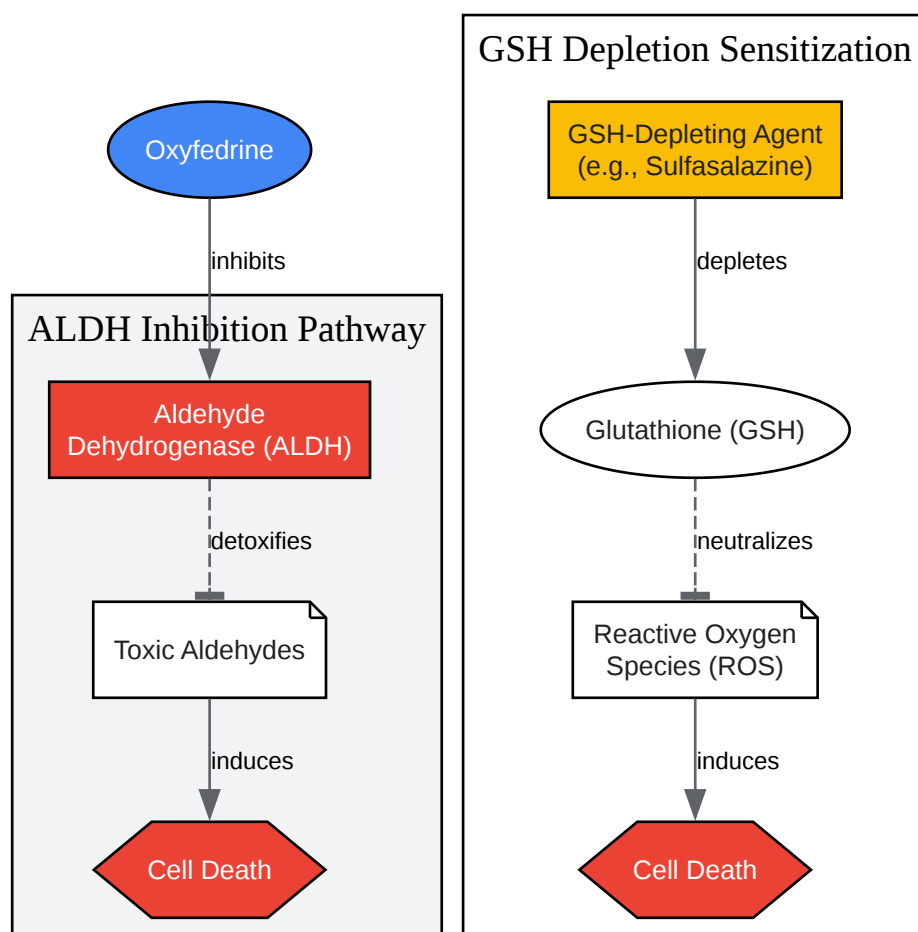 Oxyfedrine
inhibits
ALDH Inhibition Pathway
Aldehyde
Dehydrogenase (ALDH)
detoxifies
Toxic Aldehydes
induces
Cell Death
GSH Depletion Sensitization
GSH-Depleting Agent
(e.g., Sulfasalazine)
depletes
Glutathione (GSH)
neutralizes
Reactive Oxygen
Species (ROS)
induces
Cell Death